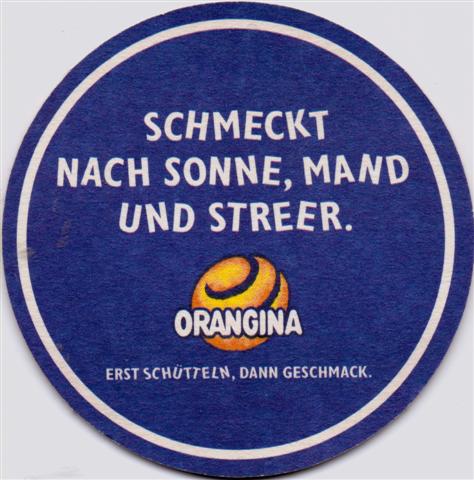 SCHMECKT
NACH SONNE, MAND
UND STREER.
ORANGINA
ERST SCHÜTTELN, DANN GESCHMACK.